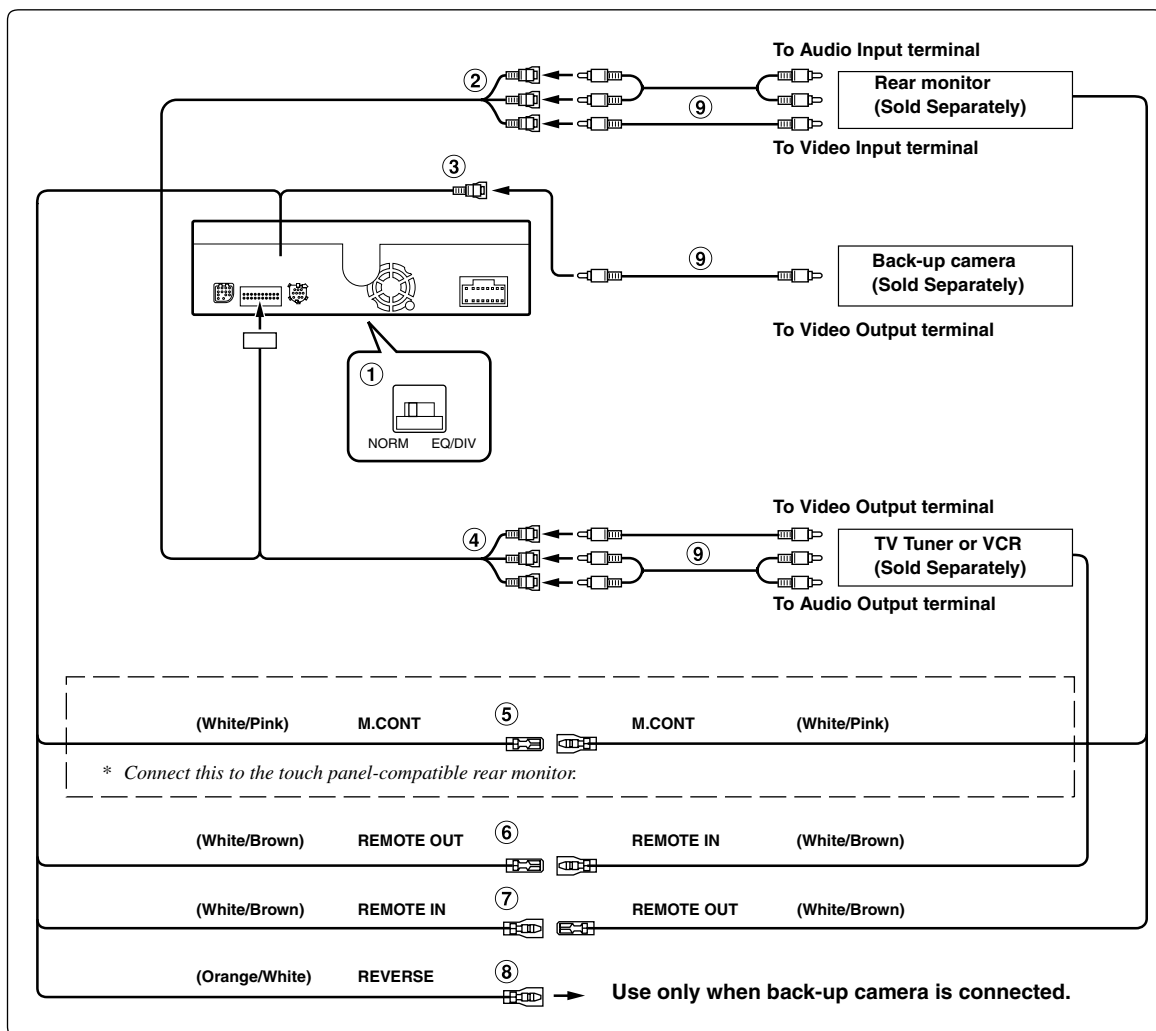 To Audio Input terminal
②
Rear monitor
(Sold Separately)
⑨
To Video Input terminal
③
⑨
Back-up camera
(Sold Separately)
To Video Output terminal
①
NORM EQ/DIV
To Video Output terminal
④
⑨
TV Tuner or VCR
(Sold Separately)
To Audio Output terminal
(White/Pink) M.CONT ⑤ M.CONT (White/Pink)
* Connect this to the touch panel-compatible rear monitor.
(White/Brown) REMOTE OUT ⑥ REMOTE IN (White/Brown)
(White/Brown) REMOTE IN ⑦ REMOTE OUT (White/Brown)
(Orange/White) REVERSE ⑧
Use only when back-up camera is connected.